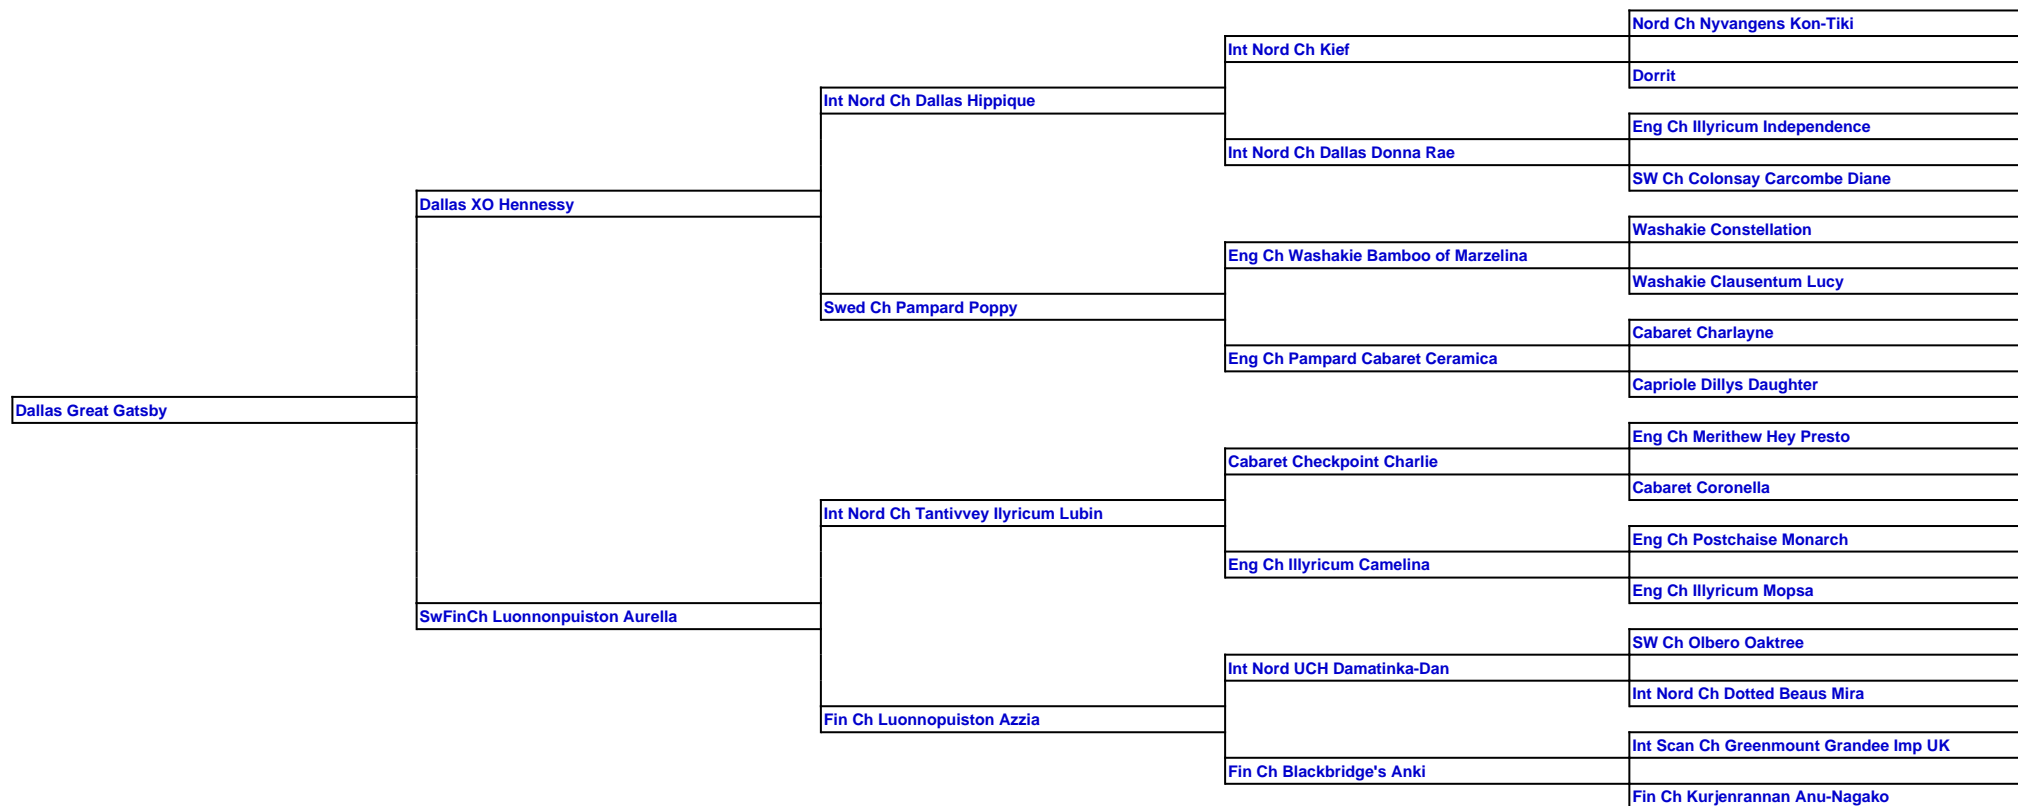 Nord Ch Nyvangens Kon-Tiki
Int Nord Ch Kief
Dorrit
Int Nord Ch Dallas Hippique
Eng Ch Illyricum Independence
Int Nord Ch Dallas Donna Rae
SW Ch Colonsay Carcombe Diane
Dallas XO Hennessy
Washakie Constellation
Eng Ch Washakie Bamboo of Marzelina
Washakie Clausentum Lucy
Swed Ch Pampard Poppy
Cabaret Charlayne
Eng Ch Pampard Cabaret Ceramica
Capriole Dillys Daughter
Dallas Great Gatsby
Eng Ch Merithew Hey Presto
Cabaret Checkpoint Charlie
Cabaret Coronella
Int Nord Ch Tantivvey Ilyricum Lubin
Eng Ch Postchaise Monarch
Eng Ch Illyricum Camelina
Eng Ch Illyricum Mopsa
SwFinCh Luonnonpuiston Aurella
SW Ch Olbero Oaktree
Int Nord UCH Damatinka-Dan
Int Nord Ch Dotted Beaus Mira
Fin Ch Luonnopuiston Azzia
Int Scan Ch Greenmount Grandee Imp UK
Fin Ch Blackbridge's Anki
Fin Ch Kurjenrannan Anu-Nagako